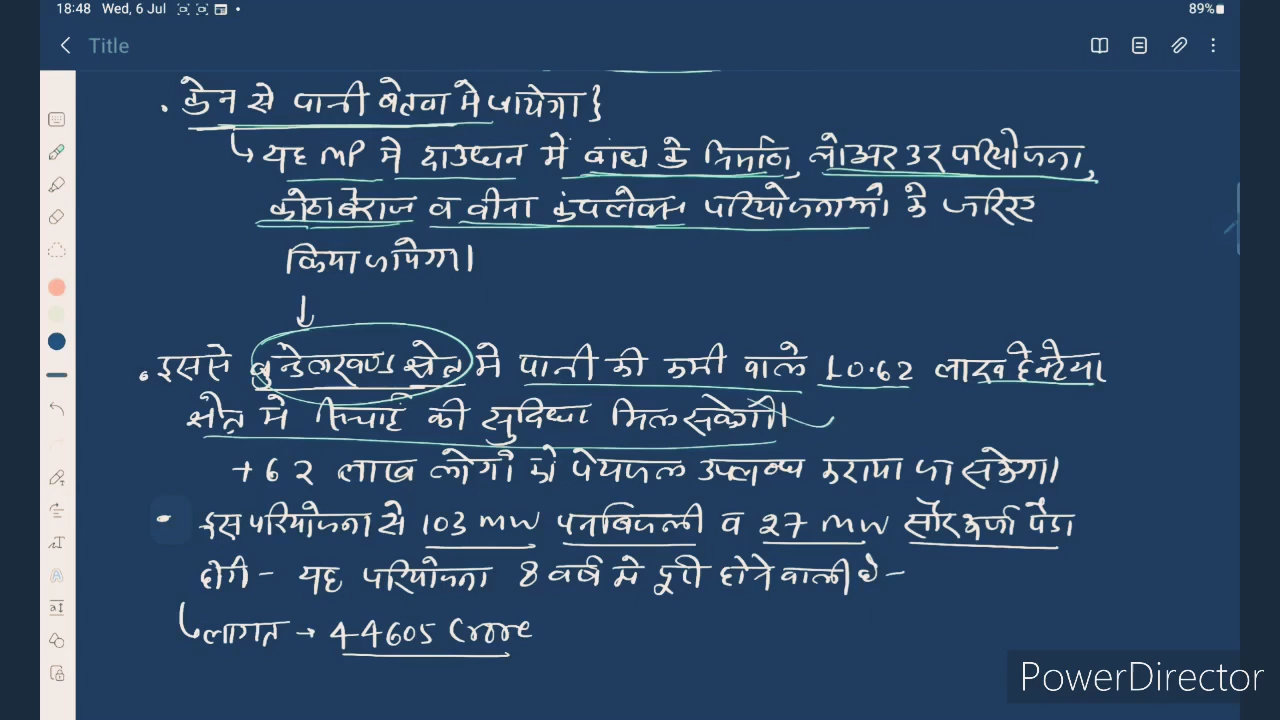 18:48 Wed, 6 Jul
89%
Title
. केन से पानी बेतवा मे जायेगा}
यह MP मे दाउधन मे बांध के निर्माण, लोअर उर परियोजना,
कोठा बेराज व बीना कंपलेक्स परियोजनाओ के जरिए
किया जायेगा।
. इससे बुन्देलखण्ड क्षेत्र मे पानी की कमी वाले 10.62 लाख हेक्टेयर
क्षेत्र मे सिचाई की सुविधा मिल सकेगी।
+ 62 लाख लोगो को पेयजल उपलब्ध कराया जा सकेगा।
• इस परियोजना से 103 MW पनबिजली व 27 MW सौर ऊर्जा पैदा
होगी - यह परियोजना 8 वर्ष मे पूरी होने वाली है -
लागत → 44605 Crore
PowerDirector